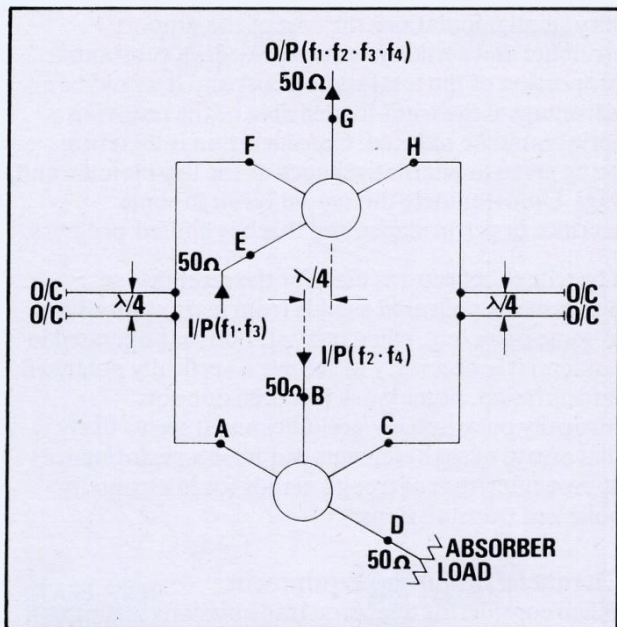 O/P (f₁·f₂·f₃·f₄)
50Ω
G
F
H
E
50Ω
λ/4
O/C
O/C
λ/4
O/C
O/C
λ/4
I/P(f₁·f₃)
I/P(f₂·f₄)
50Ω
B
A
C
D
50Ω
ABSORBER
LOAD